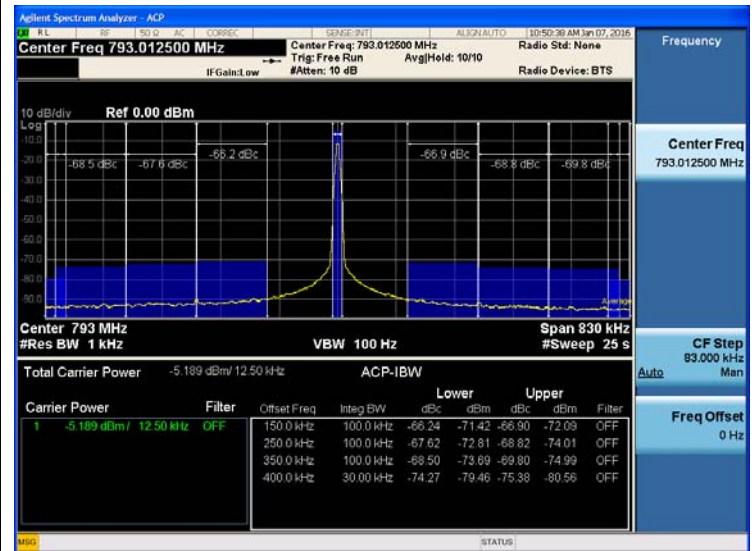 Agilent Spectrum Analyzer - ACP
RL RF 50 Ω AC CORREC SENSE:INT ALIGN AUTO 10:50:38 AM Jan 07, 2016
Center Freq 793.012500 MHz
Center Freq: 793.012500 MHz
Radio Std: None
Trig: Free Run Avg|Hold: 10/10
IFGain:Low #Atten: 10 dB Radio Device: BTS
Frequency
10 dB/div Ref 0.00 dBm
Log
-10.0
-20.0
-30.0
-40.0
-50.0
-60.0
-70.0
-80.0
-90.0
-68.5 dBc -67.6 dBc -66.2 dBc -66.9 dBc -68.8 dBc -69.8 dBc
Average
Center Freq
793.012500 MHz
Center 793 MHz Span 830 kHz
#Res BW 1 kHz VBW 100 Hz #Sweep 25 s
CF Step
83.000 kHz
Auto Man
Total Carrier Power -5.189 dBm/ 12.50 kHz ACP-IBW
Lower Upper
Carrier Power Filter Offset Freq Integ BW dBc dBm dBc dBm Filter
1 -5.189 dBm / 12.50 kHz OFF
150.0 kHz 100.0 kHz -66.24 -71.42 -66.90 -72.09 OFF
250.0 kHz 100.0 kHz -67.62 -72.81 -68.82 -74.01 OFF
350.0 kHz 100.0 kHz -68.50 -73.69 -69.80 -74.99 OFF
400.0 kHz 30.00 kHz -74.27 -79.46 -75.38 -80.56 OFF
Freq Offset
0 Hz
MSG STATUS